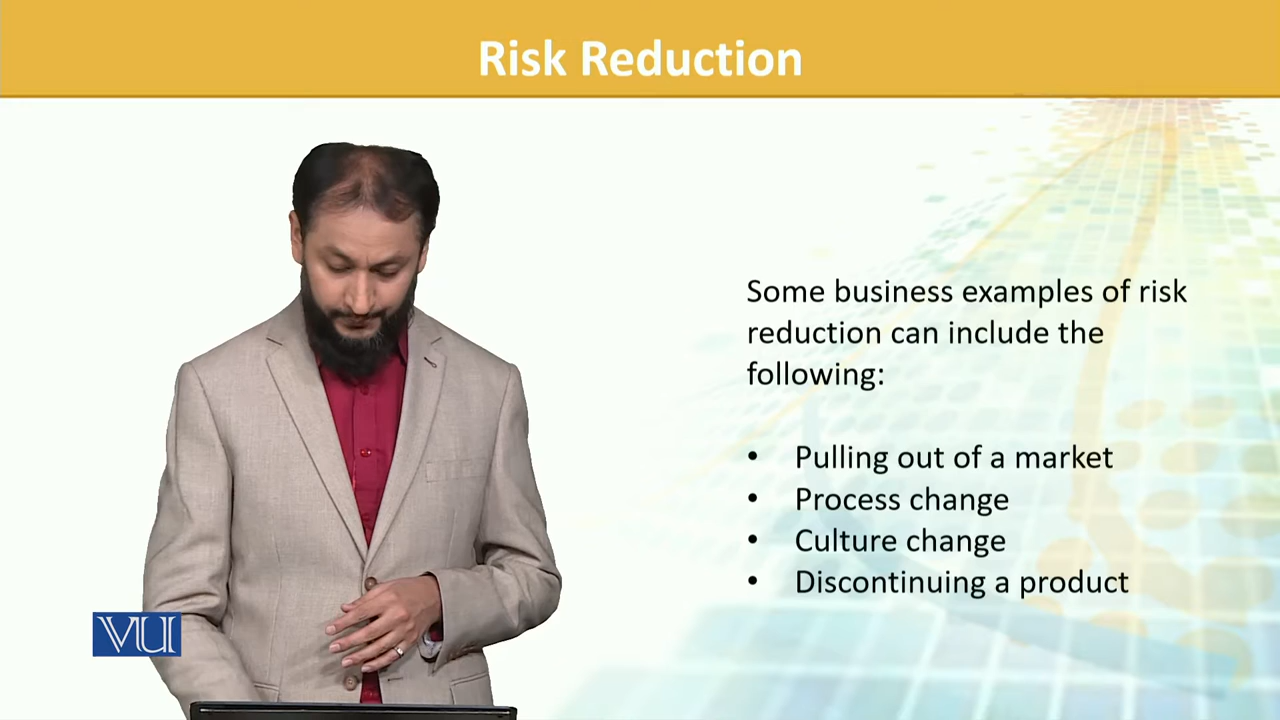 Risk Reduction
Some business examples of risk
reduction can include the
following:
• Pulling out of a market
• Process change
• Culture change
• Discontinuing a product
VU